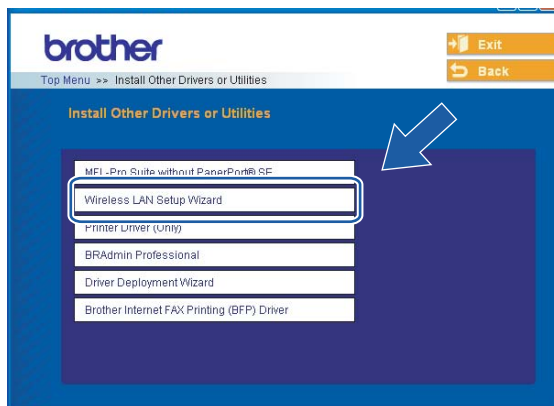 brother
Exit
Top Menu >> Install Other Drivers or Utilities
Back
Install Other Drivers or Utilities
MFL-Pro Suite without PaperPort® SE
Wireless LAN Setup Wizard
Printer Driver (Only)
BRAdmin Professional
Driver Deployment Wizard
Brother Internet FAX Printing (BFP) Driver